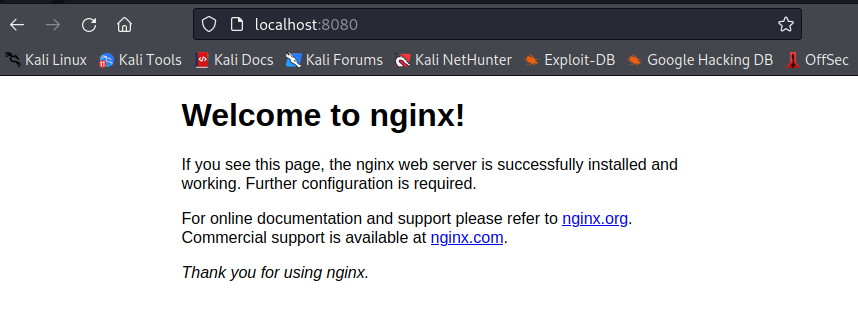 localhost:8080
Kali Linux Kali Tools Kali Docs Kali Forums Kali NetHunter Exploit-DB Google Hacking DB OffSec
Welcome to nginx!
If you see this page, the nginx web server is successfully installed and
working. Further configuration is required.
For online documentation and support please refer to nginx.org.
Commercial support is available at nginx.com.
Thank you for using nginx.